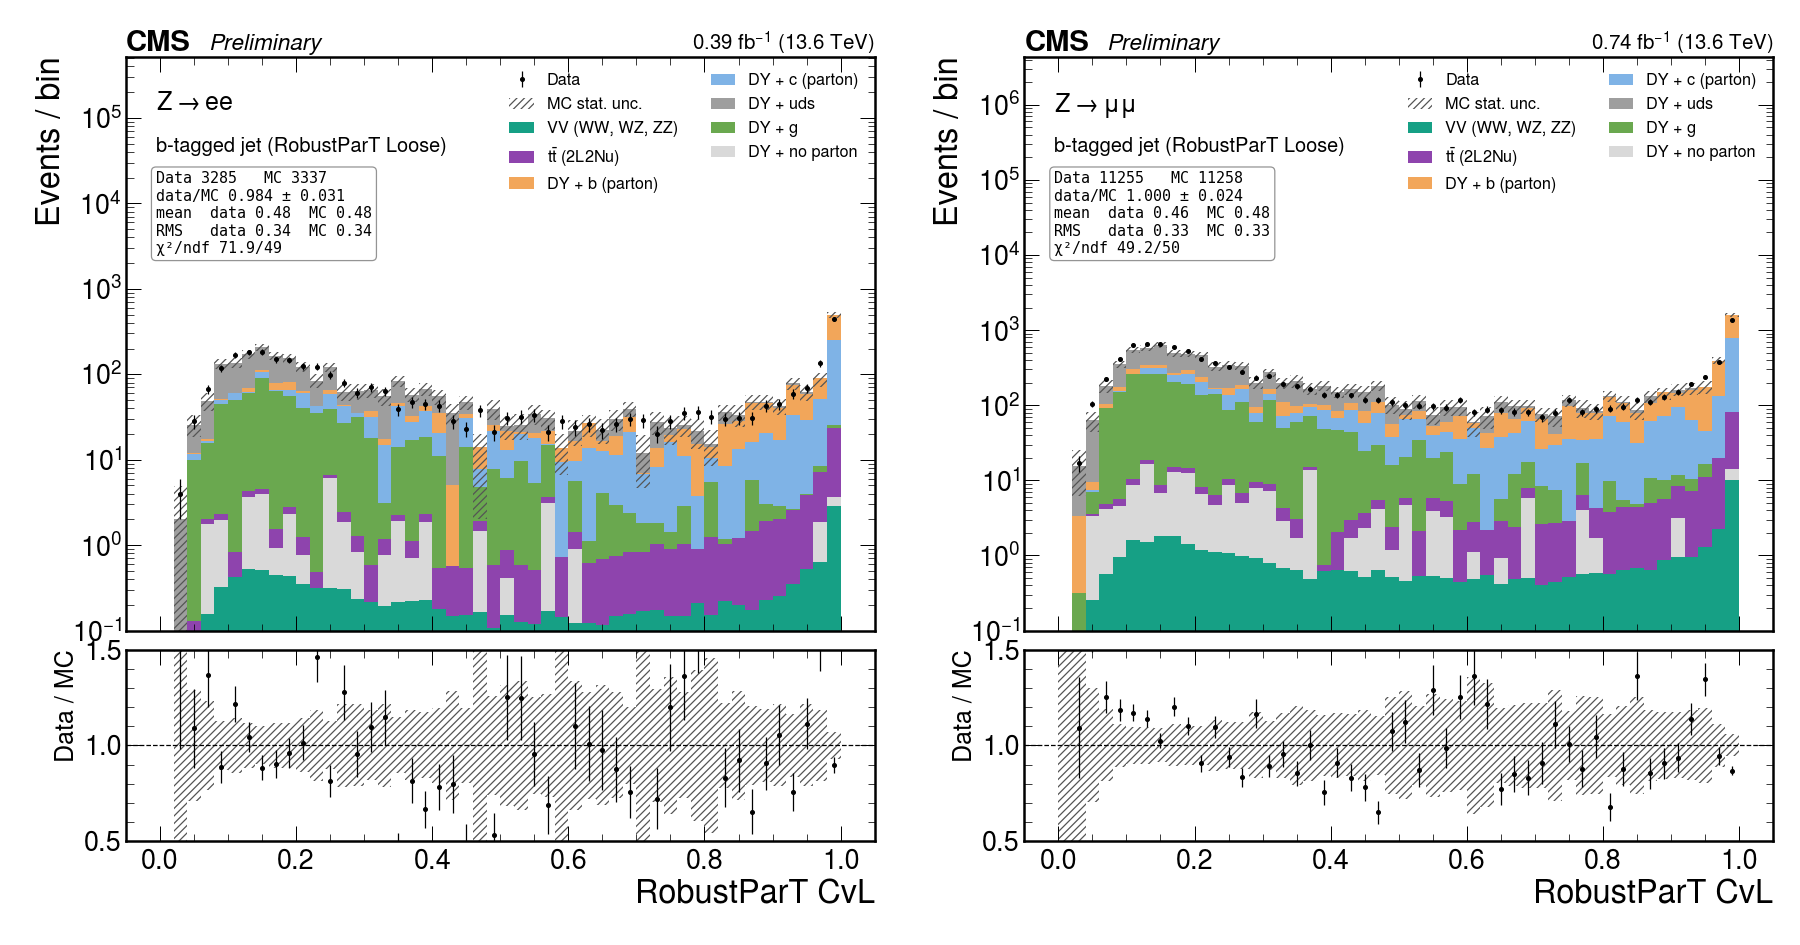 CMS Preliminary 0.39 fb⁻¹ (13.6 TeV)
Events / bin
Z → ee
b-tagged jet (RobustParT Loose)
Data 3285 MC 3337
data/MC 0.984 ± 0.031
mean data 0.48 MC 0.48
RMS data 0.34 MC 0.34
χ²/ndf 71.9/49
Data
MC stat. unc.
VV (WW, WZ, ZZ)
tt̄ (2L2Nu)
DY + b (parton)
DY + c (parton)
DY + uds
DY + g
DY + no parton
10⁵
10⁴
10³
10²
10¹
10⁰
10⁻¹
Data / MC
1.5
1.0
0.5
0.0 0.2 0.4 0.6 0.8 1.0
RobustParT CvL
CMS Preliminary 0.74 fb⁻¹ (13.6 TeV)
Events / bin
Z → μμ
b-tagged jet (RobustParT Loose)
Data 11255 MC 11258
data/MC 1.000 ± 0.024
mean data 0.46 MC 0.48
RMS data 0.33 MC 0.33
χ²/ndf 49.2/50
Data
MC stat. unc.
VV (WW, WZ, ZZ)
tt̄ (2L2Nu)
DY + b (parton)
DY + c (parton)
DY + uds
DY + g
DY + no parton
10⁶
10⁵
10⁴
10³
10²
10¹
10⁰
10⁻¹
Data / MC
1.5
1.0
0.5
0.0 0.2 0.4 0.6 0.8 1.0
RobustParT CvL